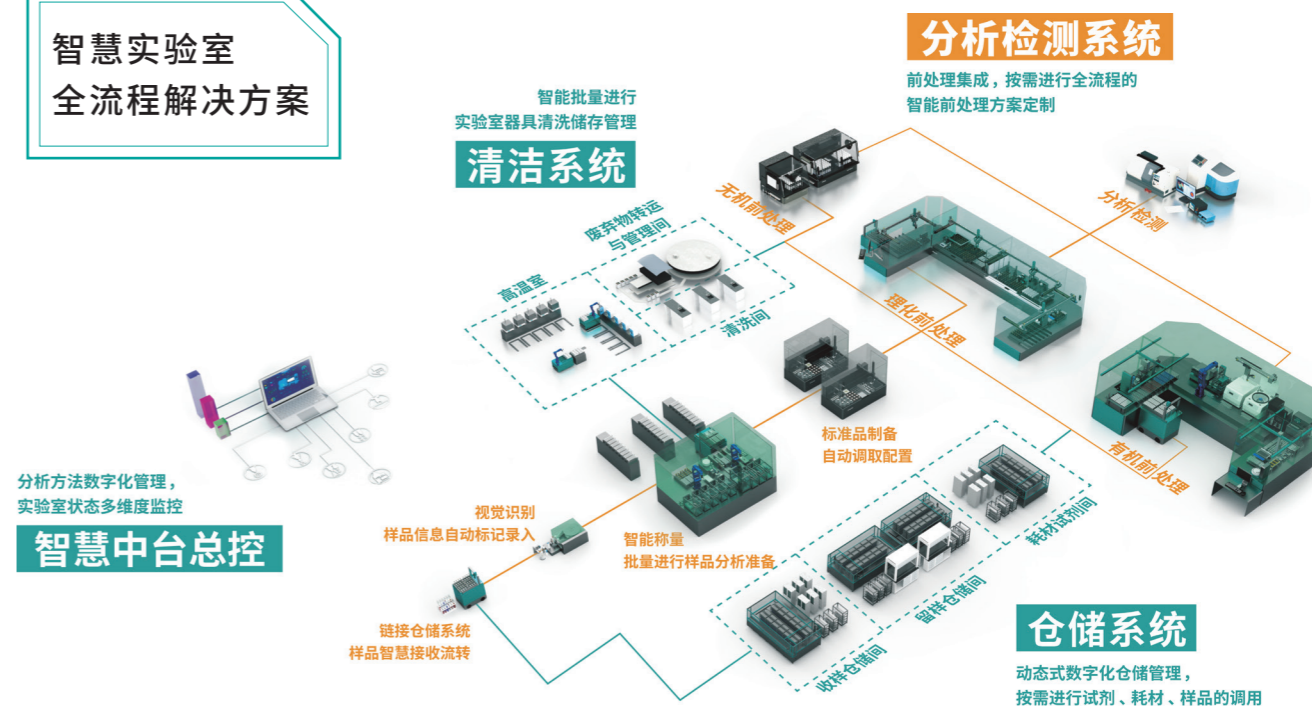 智慧实验室
全流程解决方案
分析检测系统
前处理集成，按需进行全流程的
智能前处理方案定制
智能批量进行
实验室器具清洗储存管理
清洁系统
无机前处理
分析检测
废弃物转运
与管理间
高温室
清洗间
理化前处理
标准品制备
自动调取配置
有机前处理
分析方法数字化管理，
实验室状态多维度监控
智慧中台总控
视觉识别
样品信息自动标记录入
智能称量
批量进行样品分析准备
耗材试剂间
留样仓储间
收样仓储间
链接仓储系统
样品智慧接收流转
仓储系统
动态式数字化仓储管理，
按需进行试剂、耗材、样品的调用